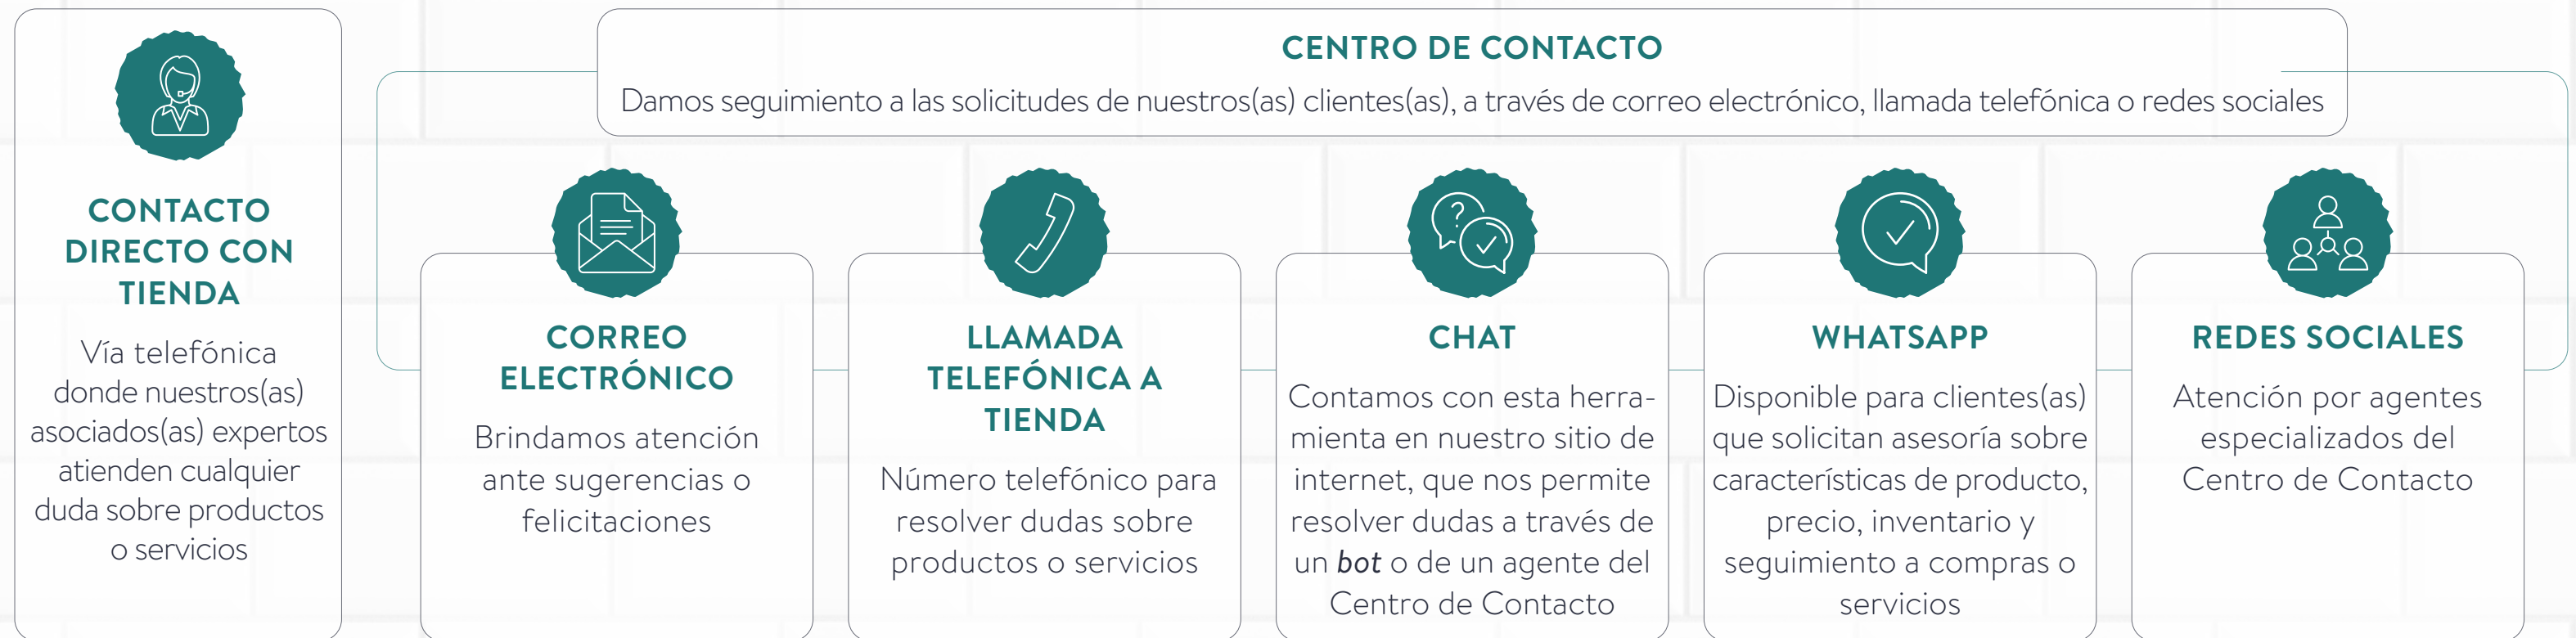 CONTACTO
DIRECTO CON
TIENDA
Vía telefónica
donde nuestros(as)
asociados(as) expertos
atienden cualquier
duda sobre productos
o servicios
CENTRO DE CONTACTO
Damos seguimiento a las solicitudes de nuestros(as) clientes(as), a través de correo electrónico, llamada telefónica o redes sociales
CORREO
ELECTRÓNICO
Brindamos atención
ante sugerencias o
felicitaciones
LLAMADA
TELEFÓNICA A
TIENDA
Número telefónico para
resolver dudas sobre
productos o servicios
CHAT
Contamos con esta herra-
mienta en nuestro sitio de
internet, que nos permite
resolver dudas a través de
un bot o de un agente del
Centro de Contacto
WHATSAPP
Disponible para clientes(as)
que solicitan asesoría sobre
características de producto,
precio, inventario y
seguimiento a compras o
servicios
REDES SOCIALES
Atención por agentes
especializados del
Centro de Contacto